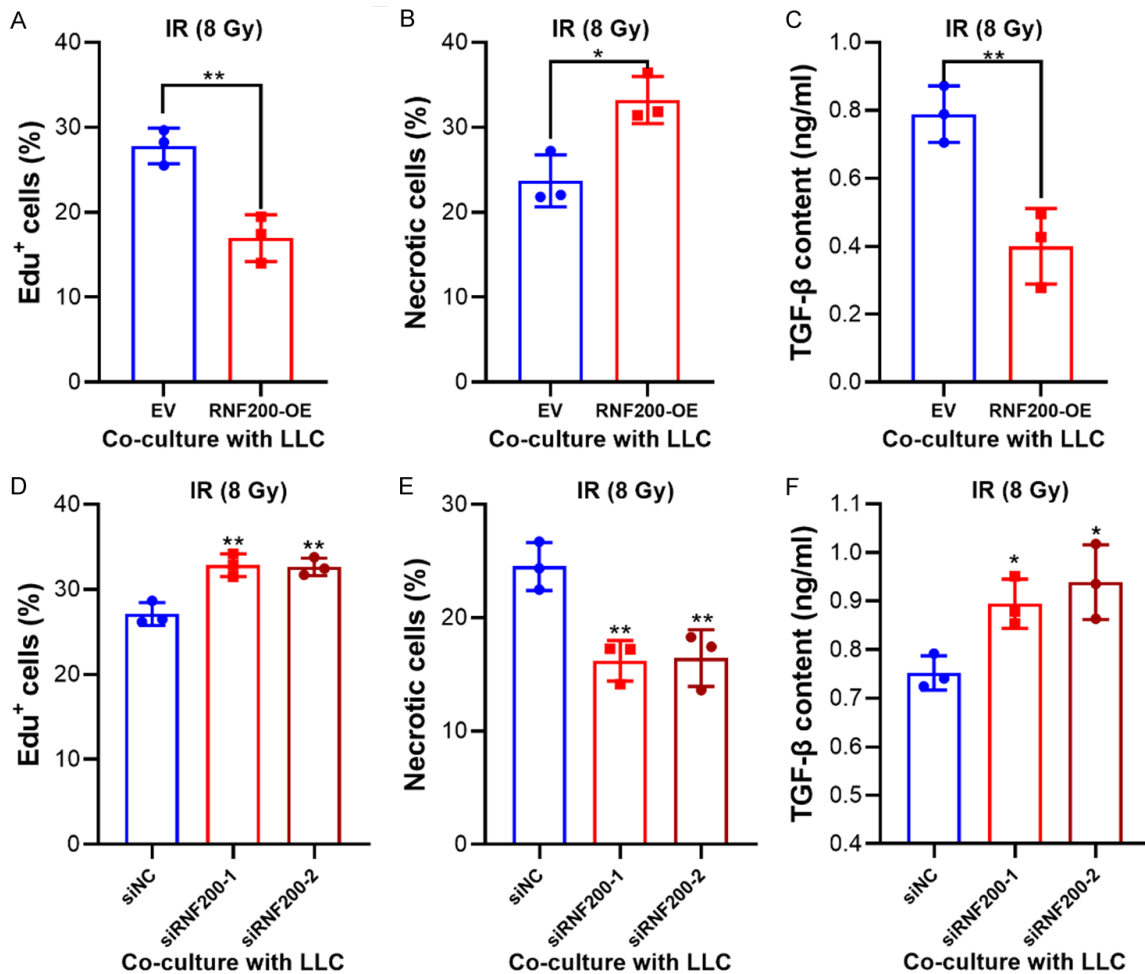 A
IR (8 Gy)
**
Edu+ cells (%)
40
30
20
10
0
EV
RNF200-OE
Co-culture with LLC
B
IR (8 Gy)
*
Necrotic cells (%)
40
30
20
10
0
EV
RNF200-OE
Co-culture with LLC
C
IR (8 Gy)
**
TGF-β content (ng/ml)
1.0
0.8
0.6
0.4
0.2
0.0
EV
RNF200-OE
Co-culture with LLC
D
IR (8 Gy)
** **
Edu+ cells (%)
40
30
20
10
0
siNC
siRNF200-1
siRNF200-2
Co-culture with LLC
E
IR (8 Gy)
** **
Necrotic cells (%)
30
20
10
0
siNC
siRNF200-1
siRNF200-2
Co-culture with LLC
F
IR (8 Gy)
* *
TGF-β content (ng/ml)
1.1
1.0
0.9
0.8
0.7
0.6
0.5
0.4
siNC
siRNF200-1
siRNF200-2
Co-culture with LLC